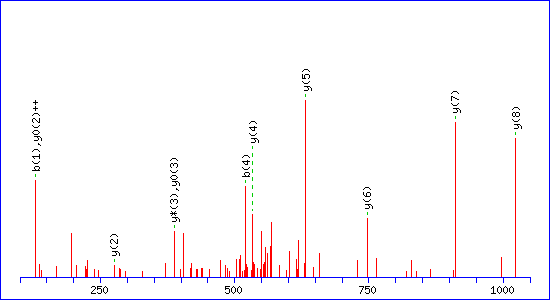 b(1),y0(2)++
y(2)
y*(3),y0(3)
b(4)
y(4)
y(5)
y(6)
y(7)
y(8)
250
500
750
1000